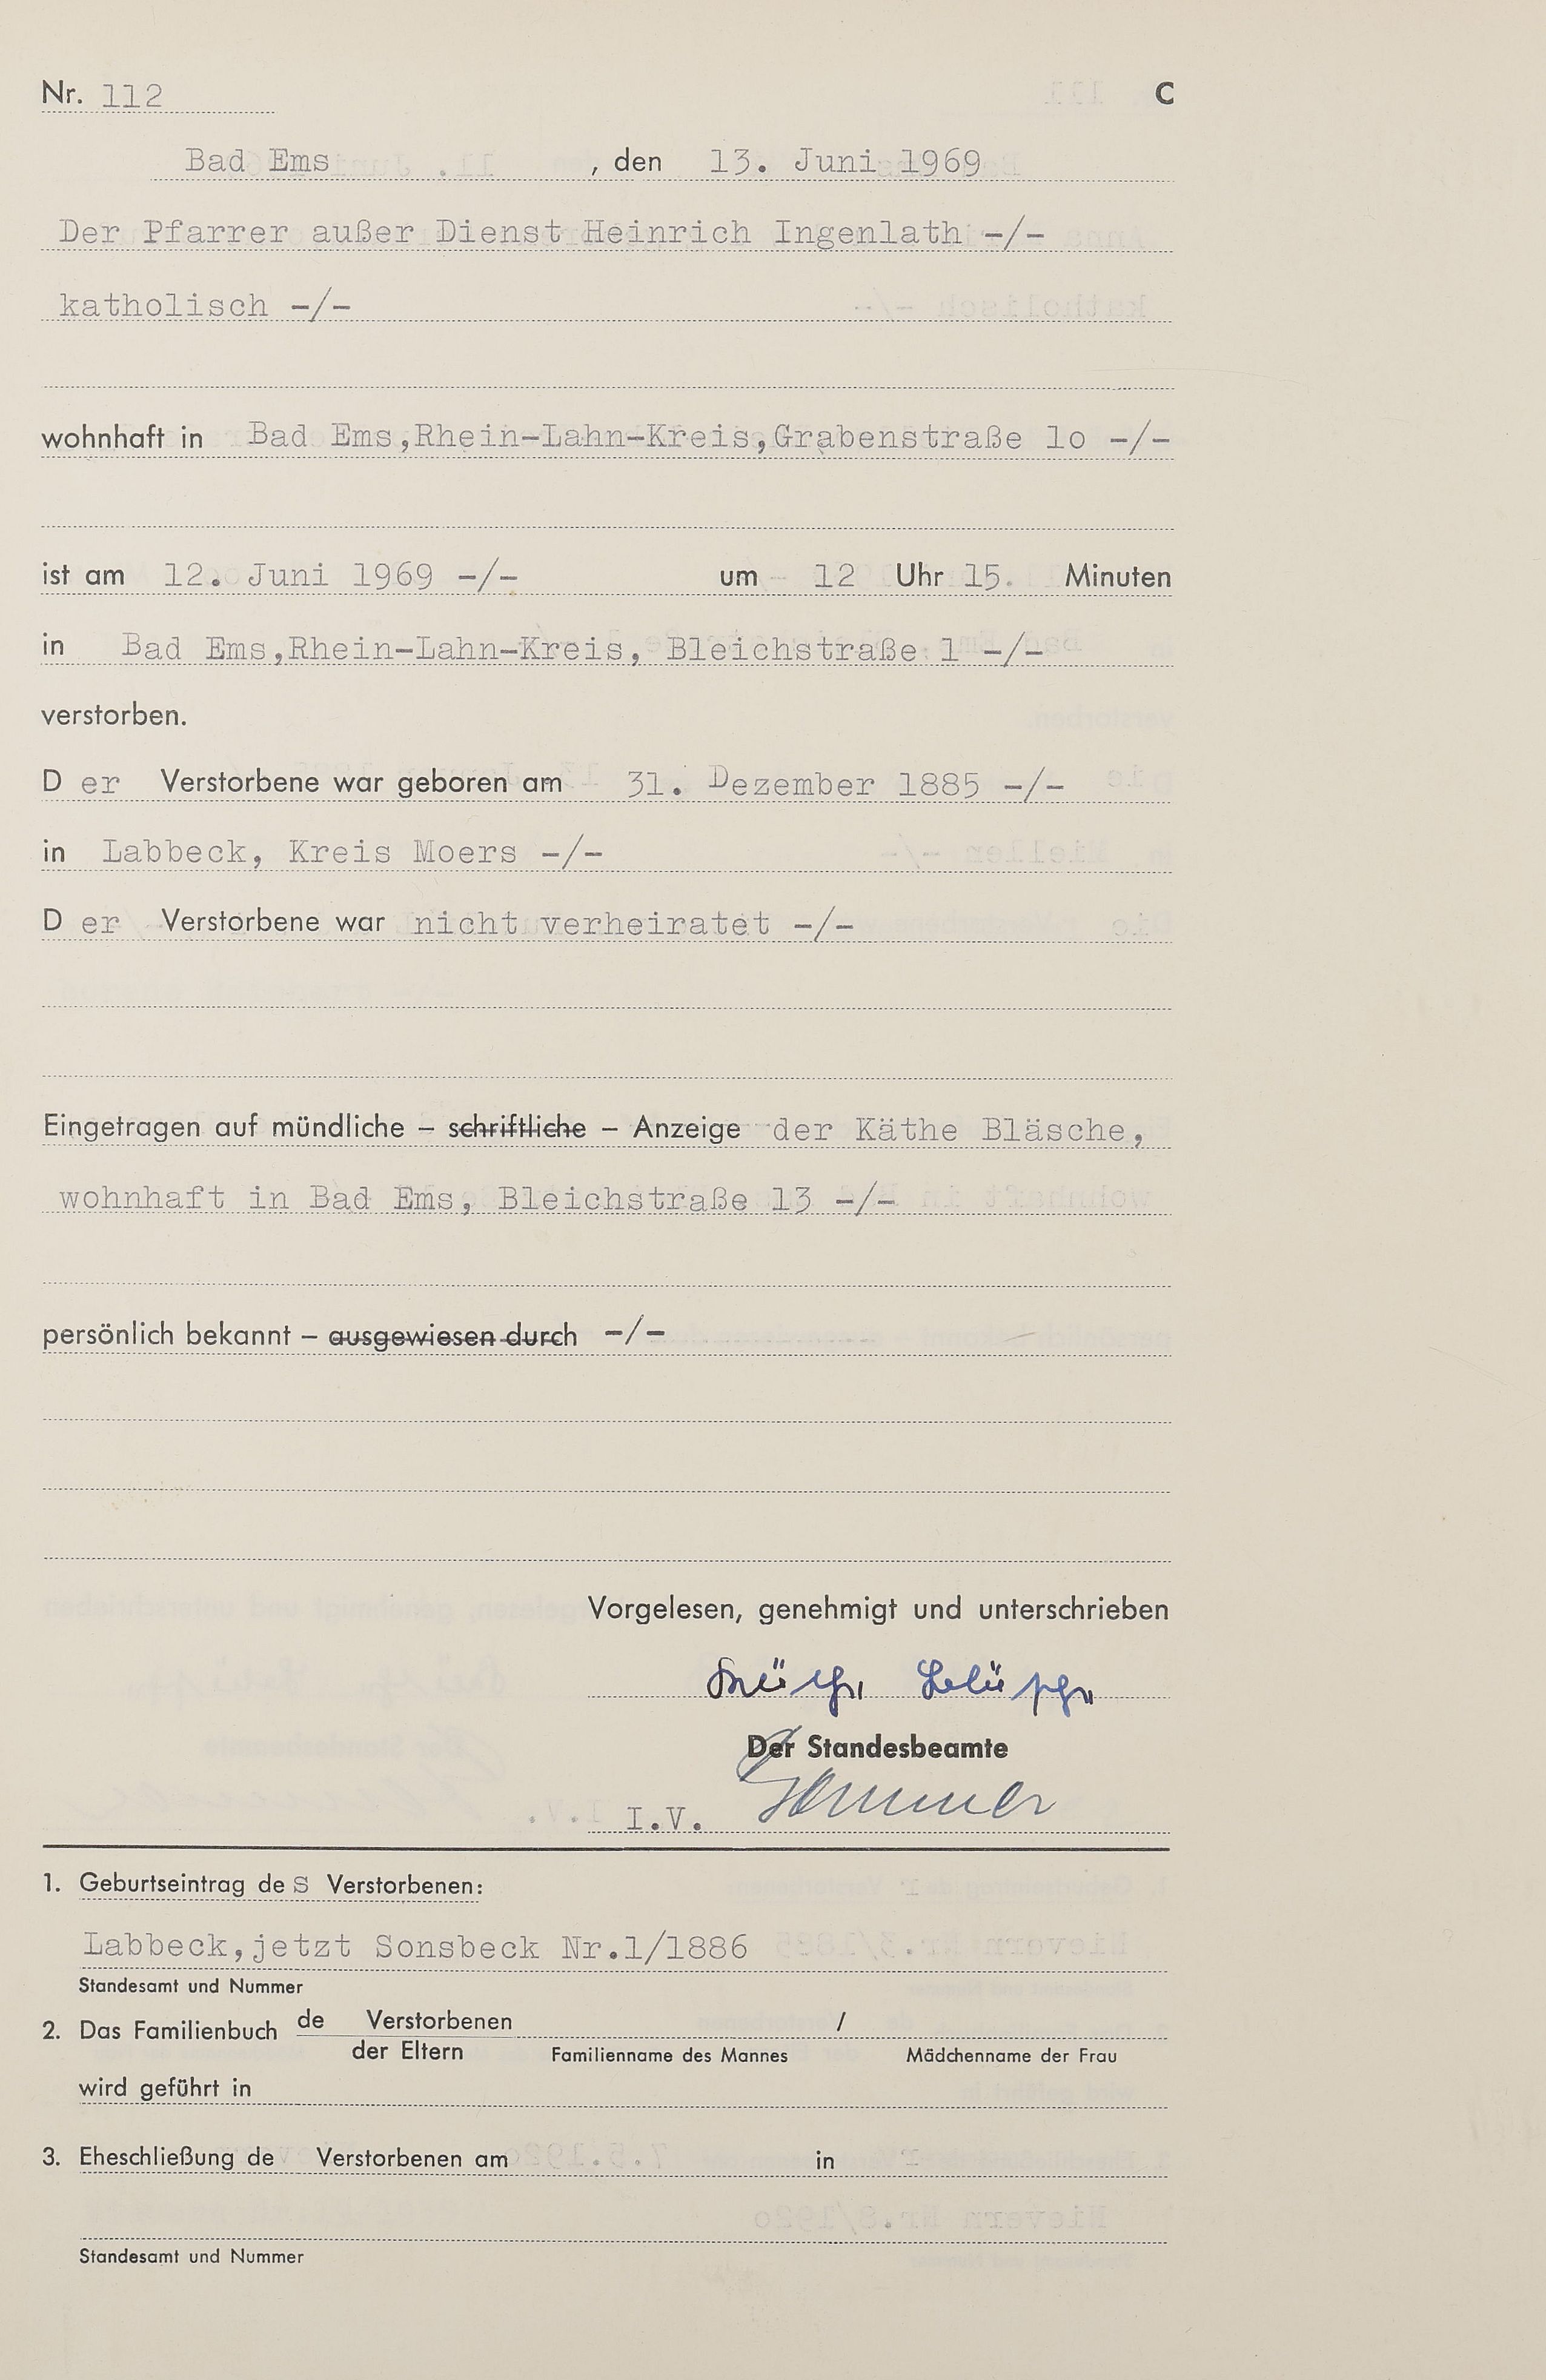 Nr. 112 C
Bad Ems , den 13. Juni 1969
Der Pfarrer außer Dienst Heinrich Ingenlath -/-
katholisch -/-
wohnhaft in Bad Ems,Rhein-Lahn-Kreis,Grabenstraße lo -/-
ist am 12. Juni 1969 -/- um 12 Uhr 15. Minuten
in Bad Ems,Rhein-Lahn-Kreis, Bleichstraße 1 -/-
verstorben.
D er Verstorbene war geboren am 31. Dezember 1885 -/-
in Labbeck, Kreis Moers -/-
D er Verstorbene war nicht verheiratet -/-
Eingetragen auf mündliche – schriftliche – Anzeige der Käthe Bläsche,
wohnhaft in Bad Ems, Bleichstraße 13 -/-
persönlich bekannt – ausgewiesen durch -/-
Vorgelesen, genehmigt und unterschrieben
Käthe Bläsche
Der Standesbeamte
I.V. Hammer
1. Geburtseintrag des Verstorbenen:
Labbeck,jetzt Sonsbeck Nr.1/1886
Standesamt und Nummer
2. Das Familienbuch de Verstorbenen /
der Eltern Familienname des Mannes Mädchenname der Frau
wird geführt in
3. Eheschließung de Verstorbenen am in
Standesamt und Nummer